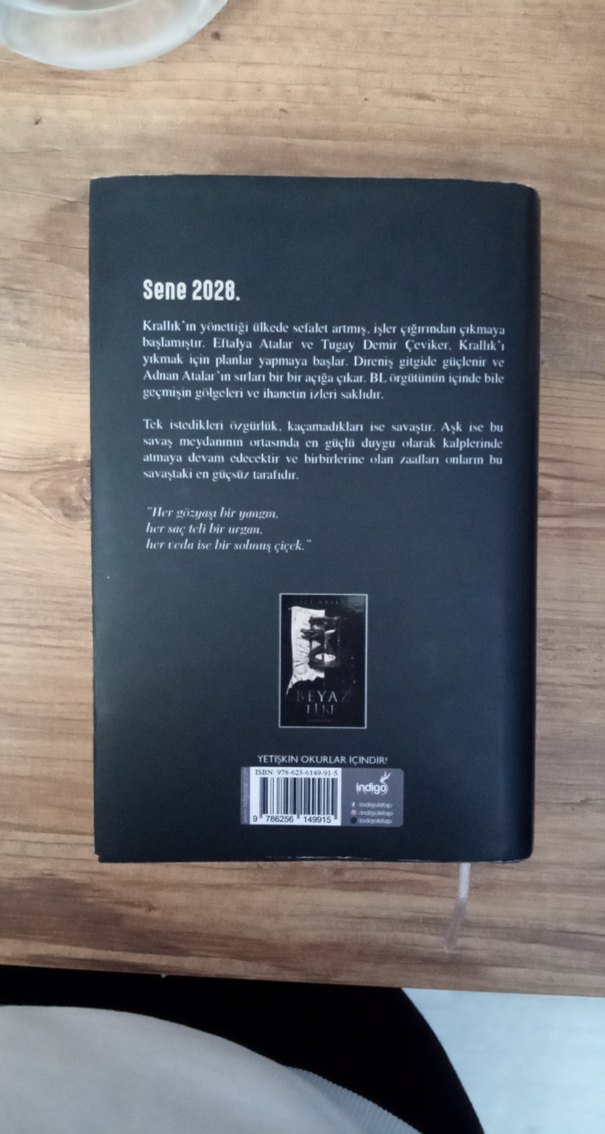 Sene 2028.
Krallık'ın yönettiği ülkede sefalet artmış, işler çığırından çıkmaya
başlamıştır. Eftalya Atalar ve Tugay Demir Çeviker, Krallık'ı
yıkmak için planlar yapmaya başlar. Direniş gitgide güçlenir ve
Adnan Atalar'ın sırları bir bir açığa çıkar. BL örgütünün içinde bile
geçmişin gölgeleri ve ihanetin izleri saklıdır.
Tek istedikleri özgürlük, kaçamadıkları ise savaştır. Aşk ise bu
savaş meydanının ortasında en güçlü duygu olarak kalplerinde
atmaya devam edecektir ve birbirlerine olan zaafları onların bu
savaştaki en güçsüz tarafıdır.
"Her gözyaşı bir yangın,
her saç teli bir urgan,
her veda ise bir solmuş çiçek."
BEYAZ
YETİŞKİN OKURLAR İÇİNDİR!
ISBN: 978-625-6149-91-5
9 786256 149915
indigo
/indigokitap
/indigokitap
/indigokitap